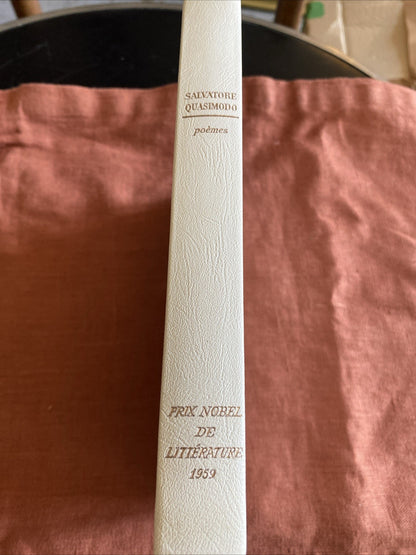 SALVATORE
QUASIMODO
poèmes
PRIX NOBEL
DE
LITTÉRATURE
1959